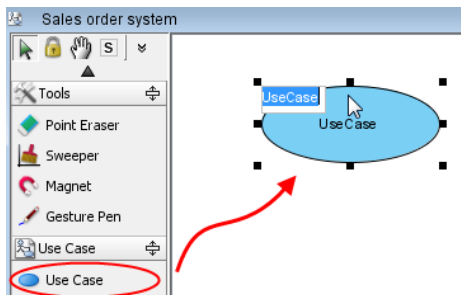 Sales order system
S
Tools
Point Eraser
Sweeper
Magnet
Gesture Pen
Use Case
Use Case
UseCase
UseCase